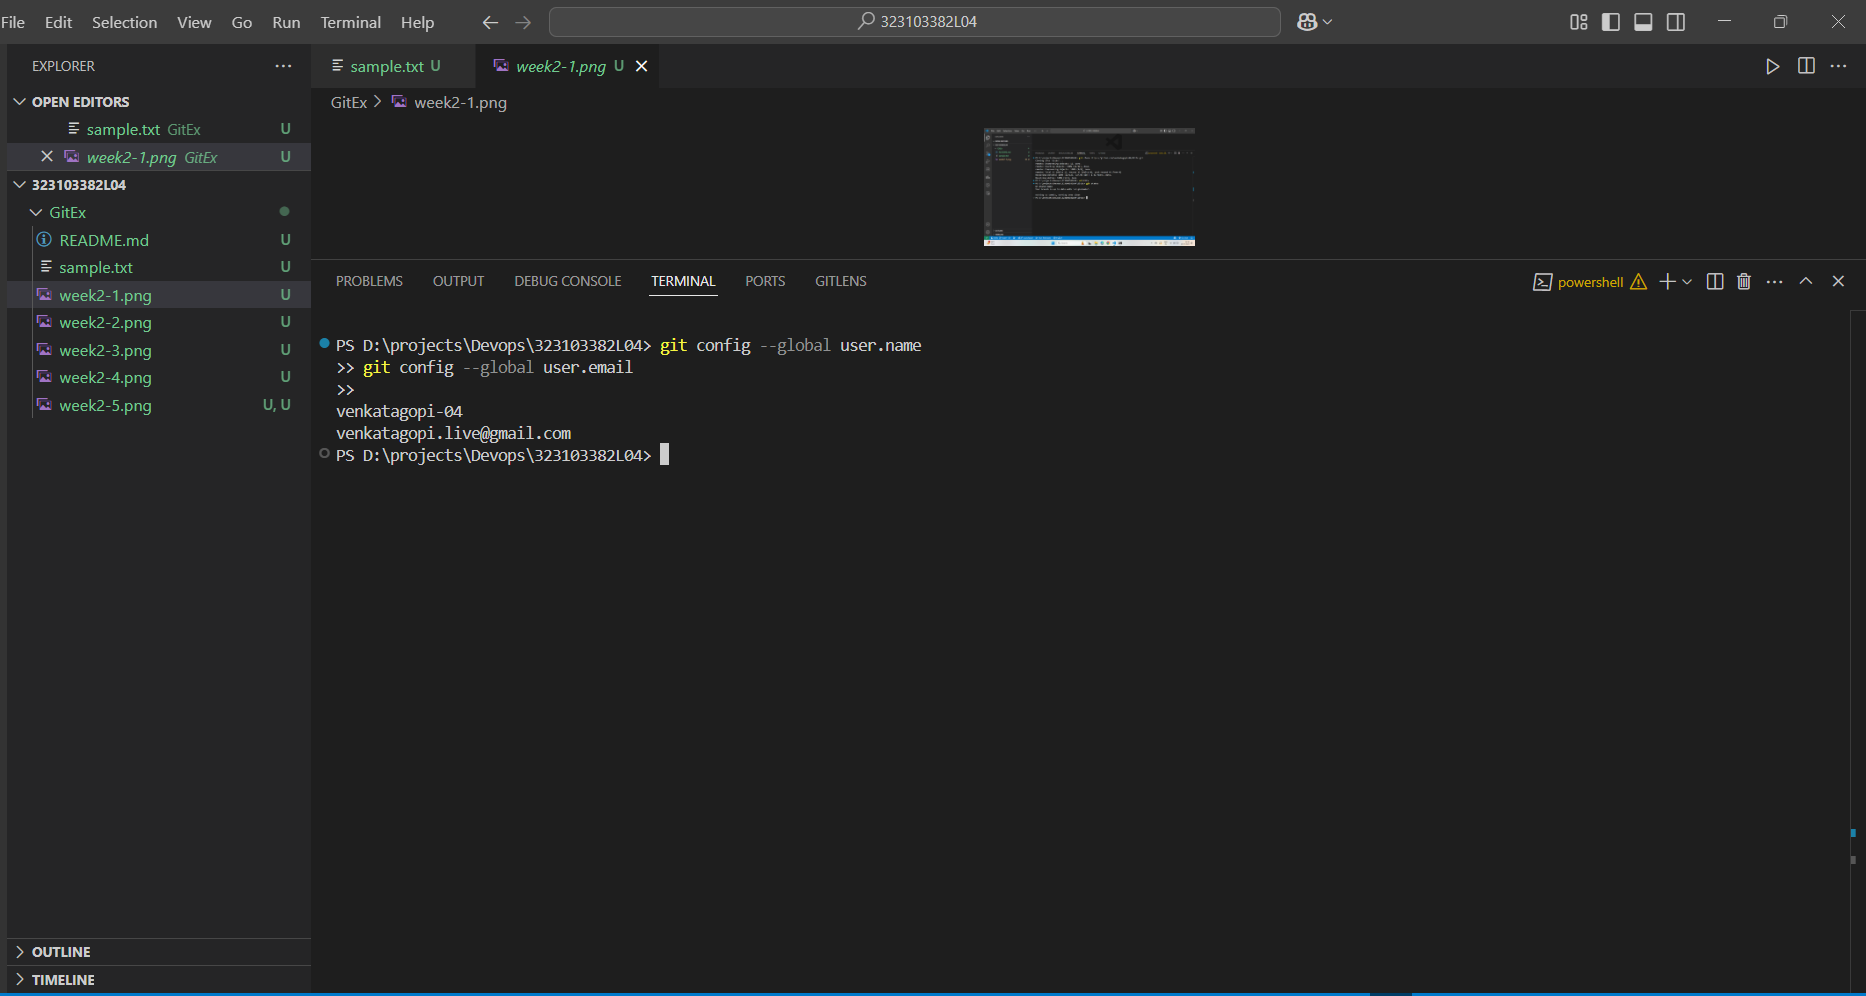 File Edit Selection View Go Run Terminal Help
323103382L04
EXPLORER
OPEN EDITORS
sample.txt GitEx U
week2-1.png GitEx U
323103382L04
GitEx
README.md U
sample.txt U
week2-1.png U
week2-2.png U
week2-3.png U
week2-4.png U
week2-5.png U, U
OUTLINE
TIMELINE
sample.txt U week2-1.png U
GitEx > week2-1.png
PROBLEMS OUTPUT DEBUG CONSOLE TERMINAL PORTS GITLENS
powershell
PS D:\projects\Devops\323103382L04> git config --global user.name
>> git config --global user.email
>>
venkatagopi-04
venkatagopi.live@gmail.com
PS D:\projects\Devops\323103382L04>